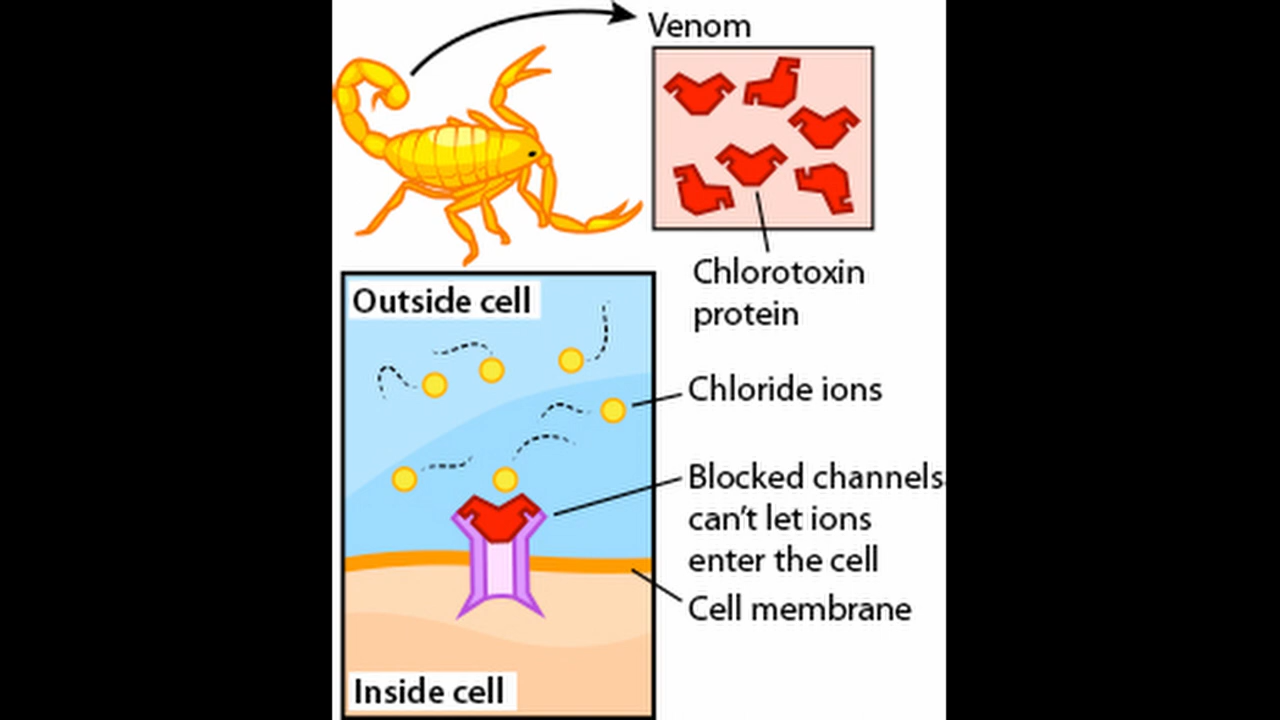 Venom
Chlorotoxin
protein
Outside cell
Chloride ions
Blocked channels
can't let ions
enter the cell
Cell membrane
Inside cell